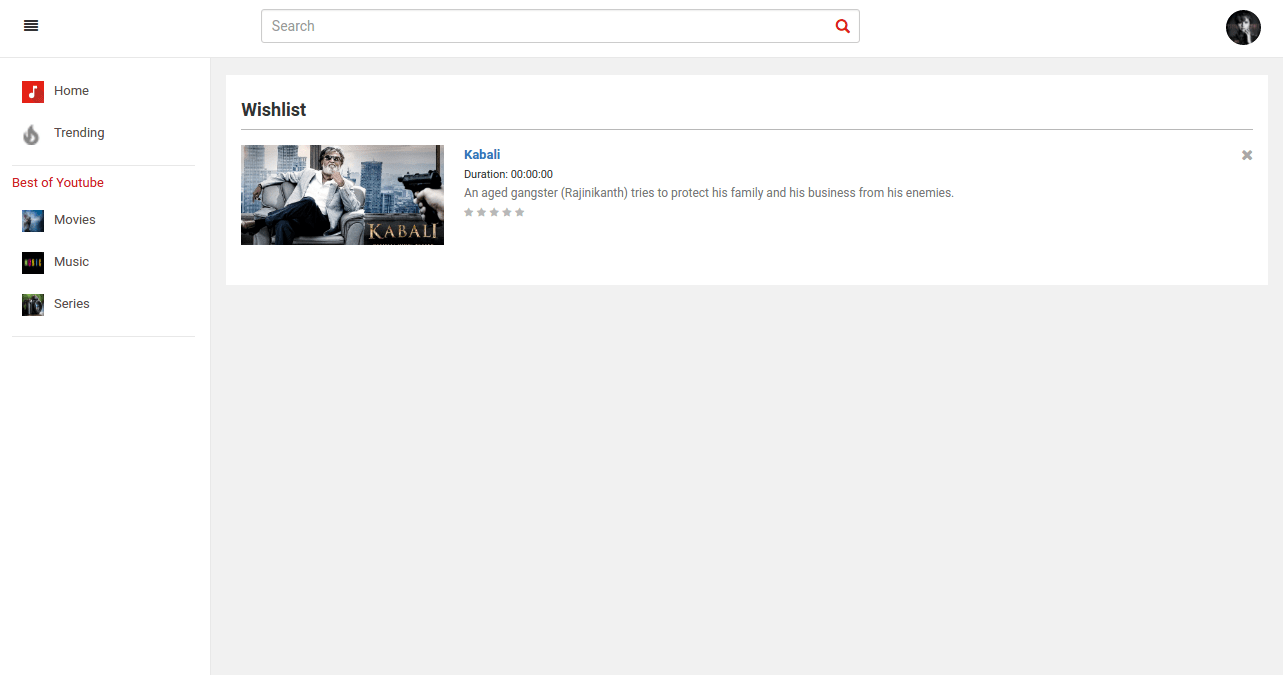 Search
Home
Trending
Best of Youtube
Movies
Music
Series
Wishlist
KABALI
Kabali
Duration: 00:00:00
An aged gangster (Rajinikanth) tries to protect his family and his business from his enemies.